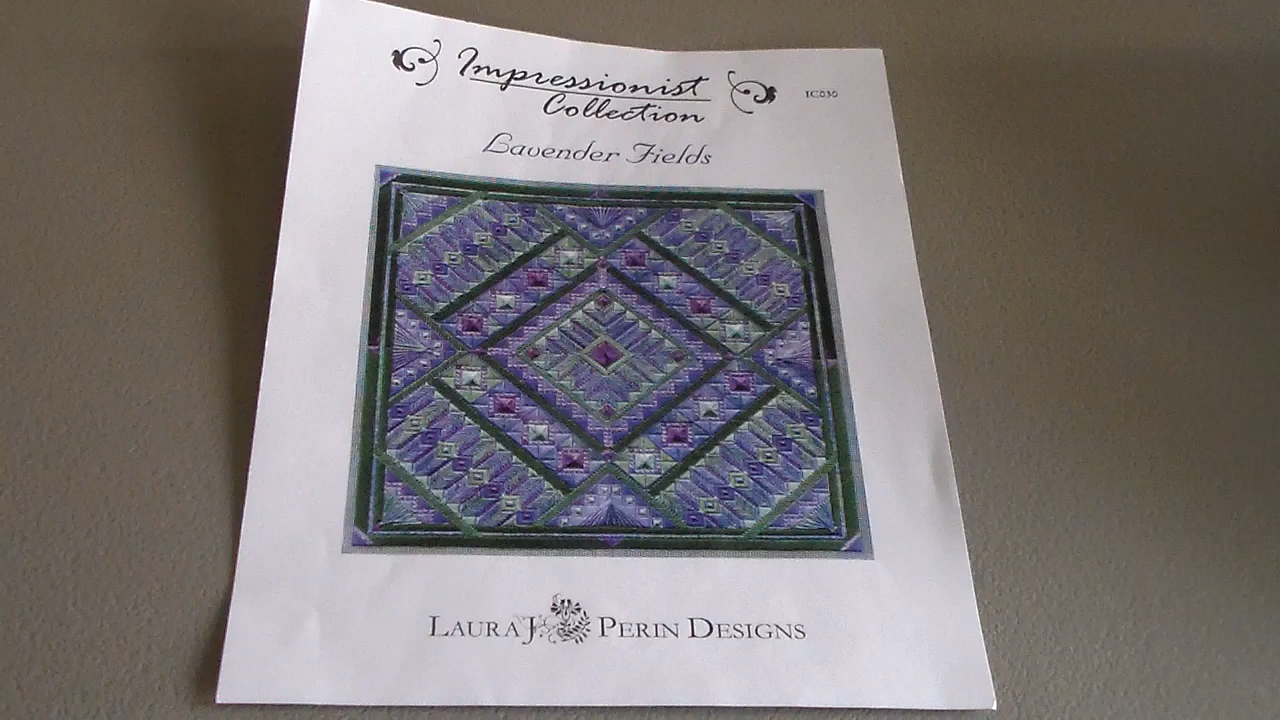 Impressionist
Collection
IC030
Lavender Fields
LAURA J. PERIN DESIGNS